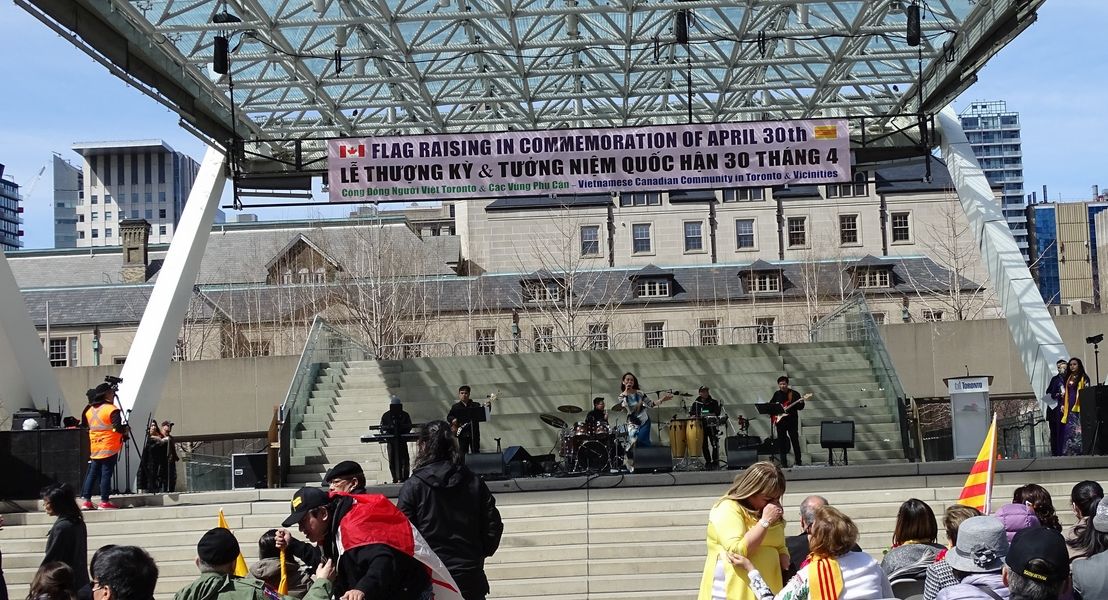 FLAG RAISING IN COMMEMORATION OF APRIL 30th
LỄ THƯỢNG KỲ & TƯỞNG NIỆM QUỐC HẬN 30 THÁNG 4
Cộng Đồng Người Việt Toronto & Các Vùng Phụ Cận – Vietnamese Canadian Community in Toronto & Vicinities
TORONTO